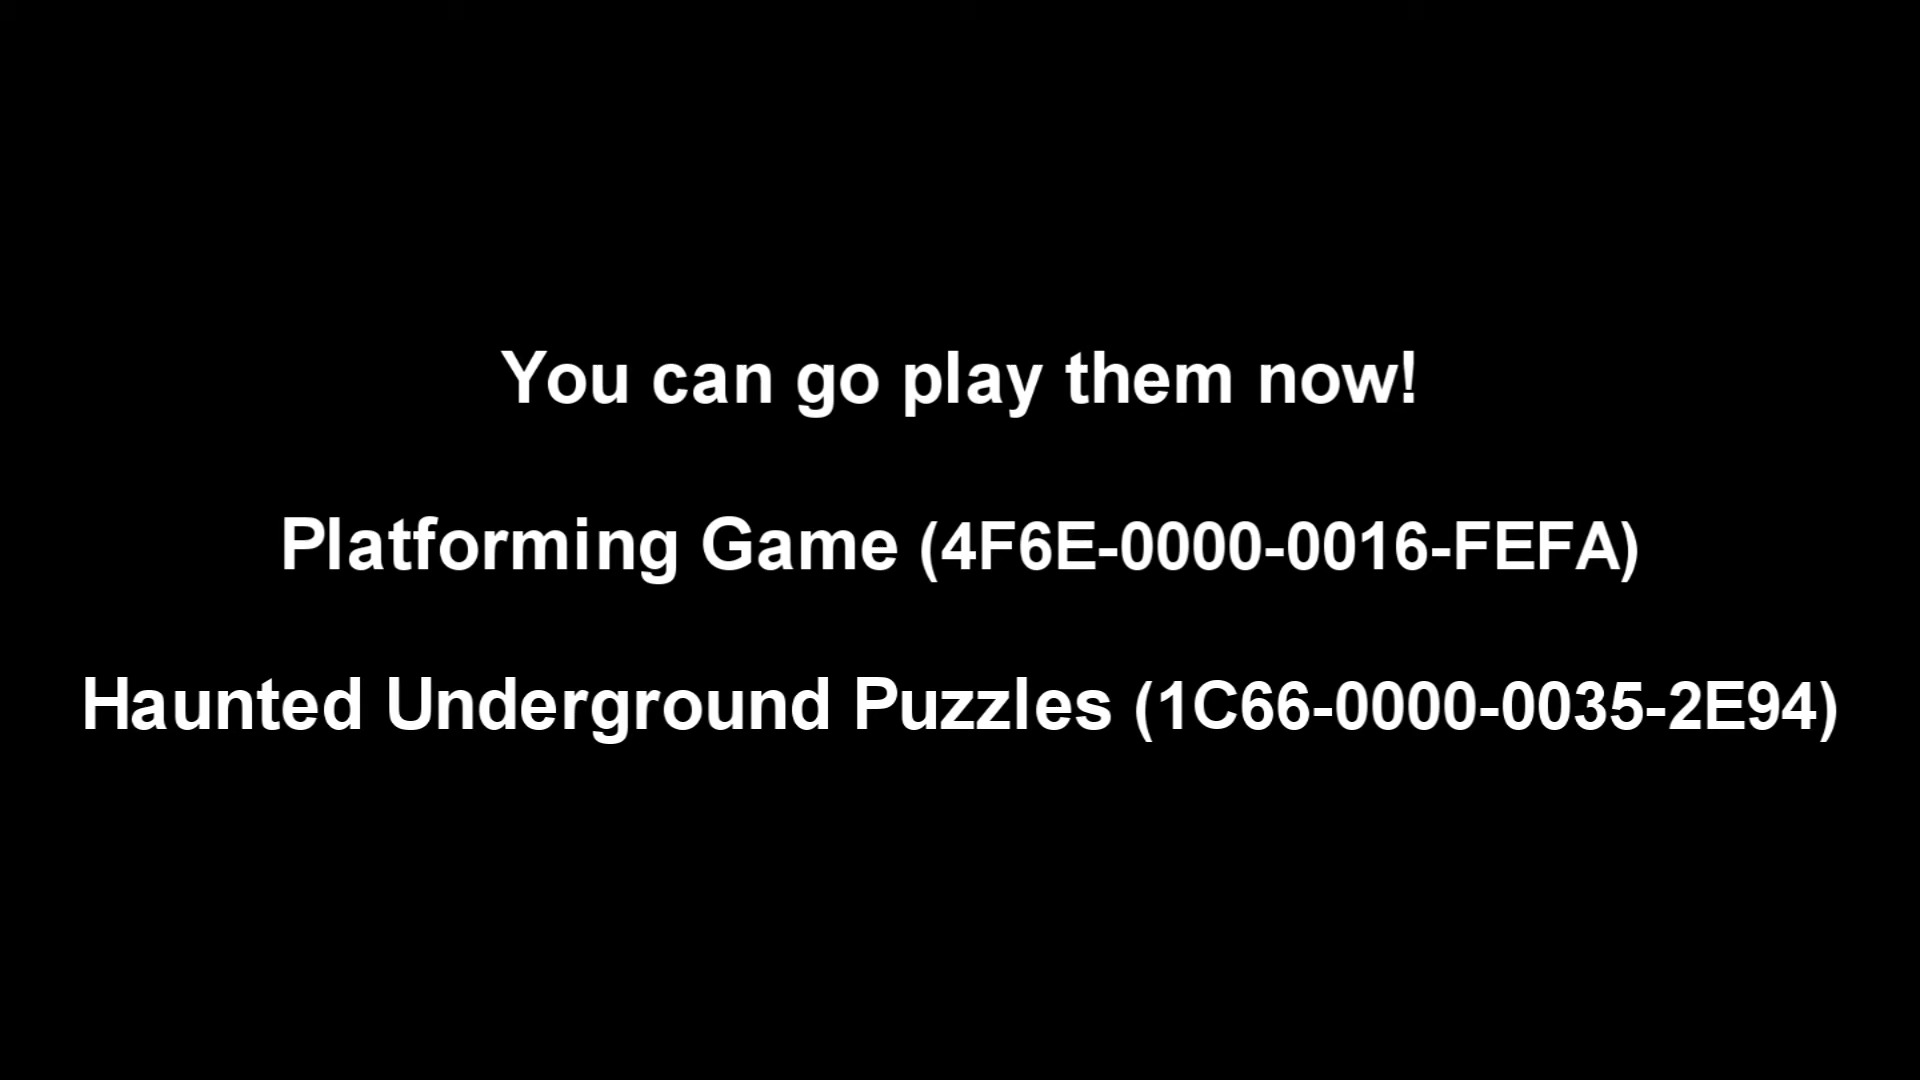 You can go play them now!
Platforming Game (4F6E-0000-0016-FEFA)
Haunted Underground Puzzles (1C66-0000-0035-2E94)